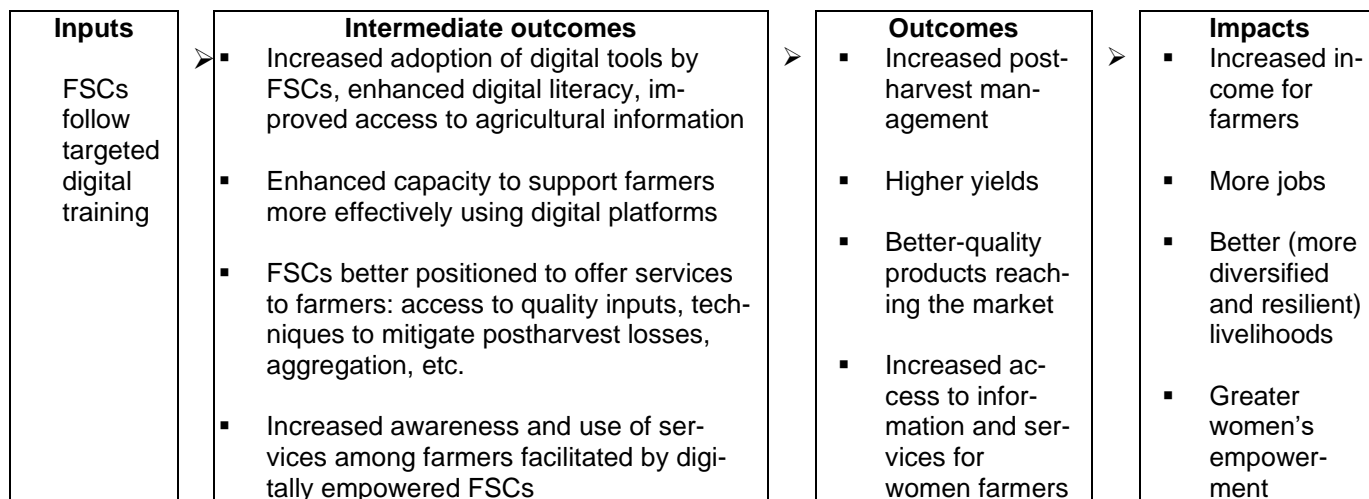 Inputs
FSCs
follow
targeted
digital
training
Intermediate outcomes
▪ Increased adoption of digital tools by
FSCs, enhanced digital literacy, im-
proved access to agricultural information
▪ Enhanced capacity to support farmers
more effectively using digital platforms
▪ FSCs better positioned to offer services
to farmers: access to quality inputs, tech-
niques to mitigate postharvest losses,
aggregation, etc.
▪ Increased awareness and use of ser-
vices among farmers facilitated by digi-
tally empowered FSCs
Outcomes
▪ Increased post-
harvest man-
agement
▪ Higher yields
▪ Better-quality
products reach-
ing the market
▪ Increased ac-
cess to infor-
mation and ser-
vices for
women farmers
Impacts
▪ Increased in-
come for
farmers
▪ More jobs
▪ Better (more
diversified
and resilient)
livelihoods
▪ Greater
women's
empower-
ment